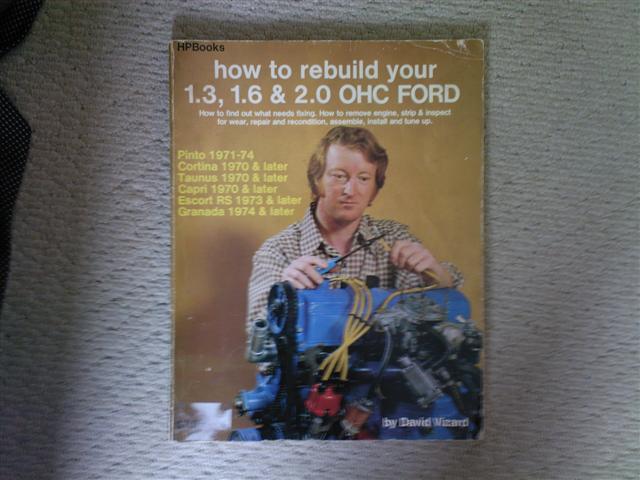 HPBooks
how to rebuild your
1.3, 1.6 & 2.0 OHC FORD
How to find out what needs fixing. How to remove engine, strip & inspect
for wear, repair and recondition, assemble, install and tune up.
Pinto 1971-74
Cortina 1970 & later
Taunus 1970 & later
Capri 1970 & later
Escort RS 1973 & later
Granada 1974 & later
by David Vizard